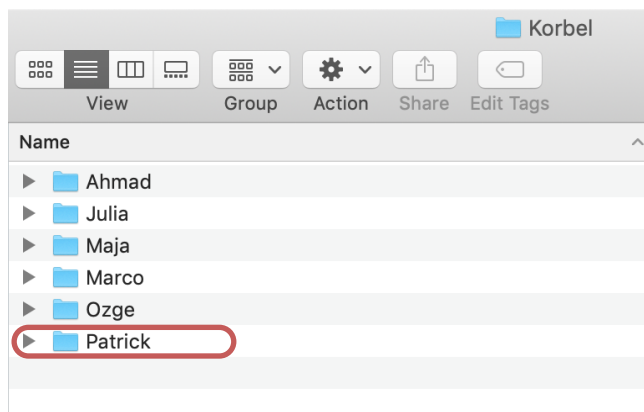 Korbel
View Group Action Share Edit Tags
Name
Ahmad
Julia
Maja
Marco
Ozge
Patrick